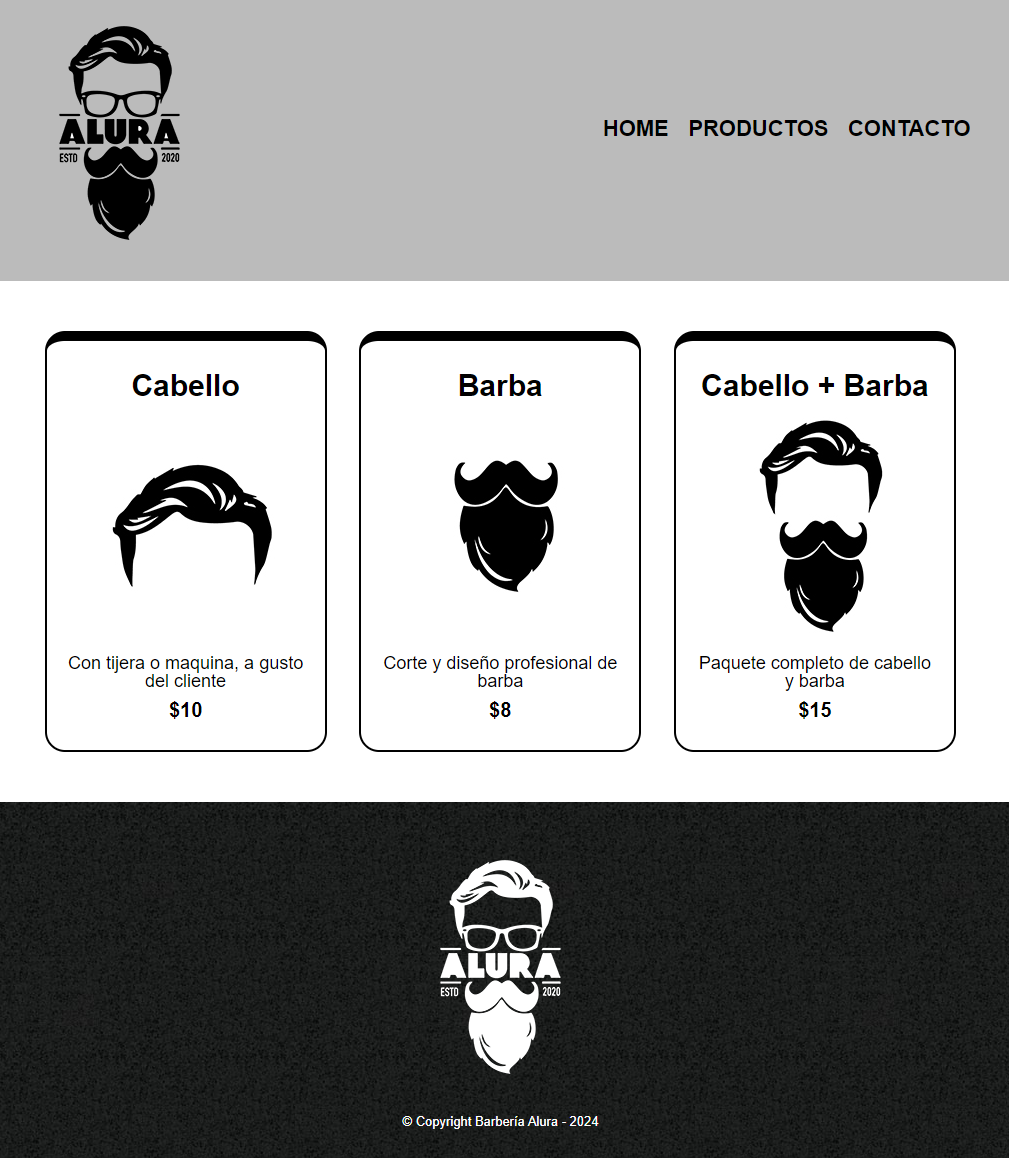 ALURA
ESTD 2020
HOME PRODUCTOS CONTACTO
Cabello
Con tijera o maquina, a gusto
del cliente
$10
Barba
Corte y diseño profesional de
barba
$8
Cabello + Barba
Paquete completo de cabello
y barba
$15
ALURA
ESTD 2020
© Copyright Barbería Alura - 2024